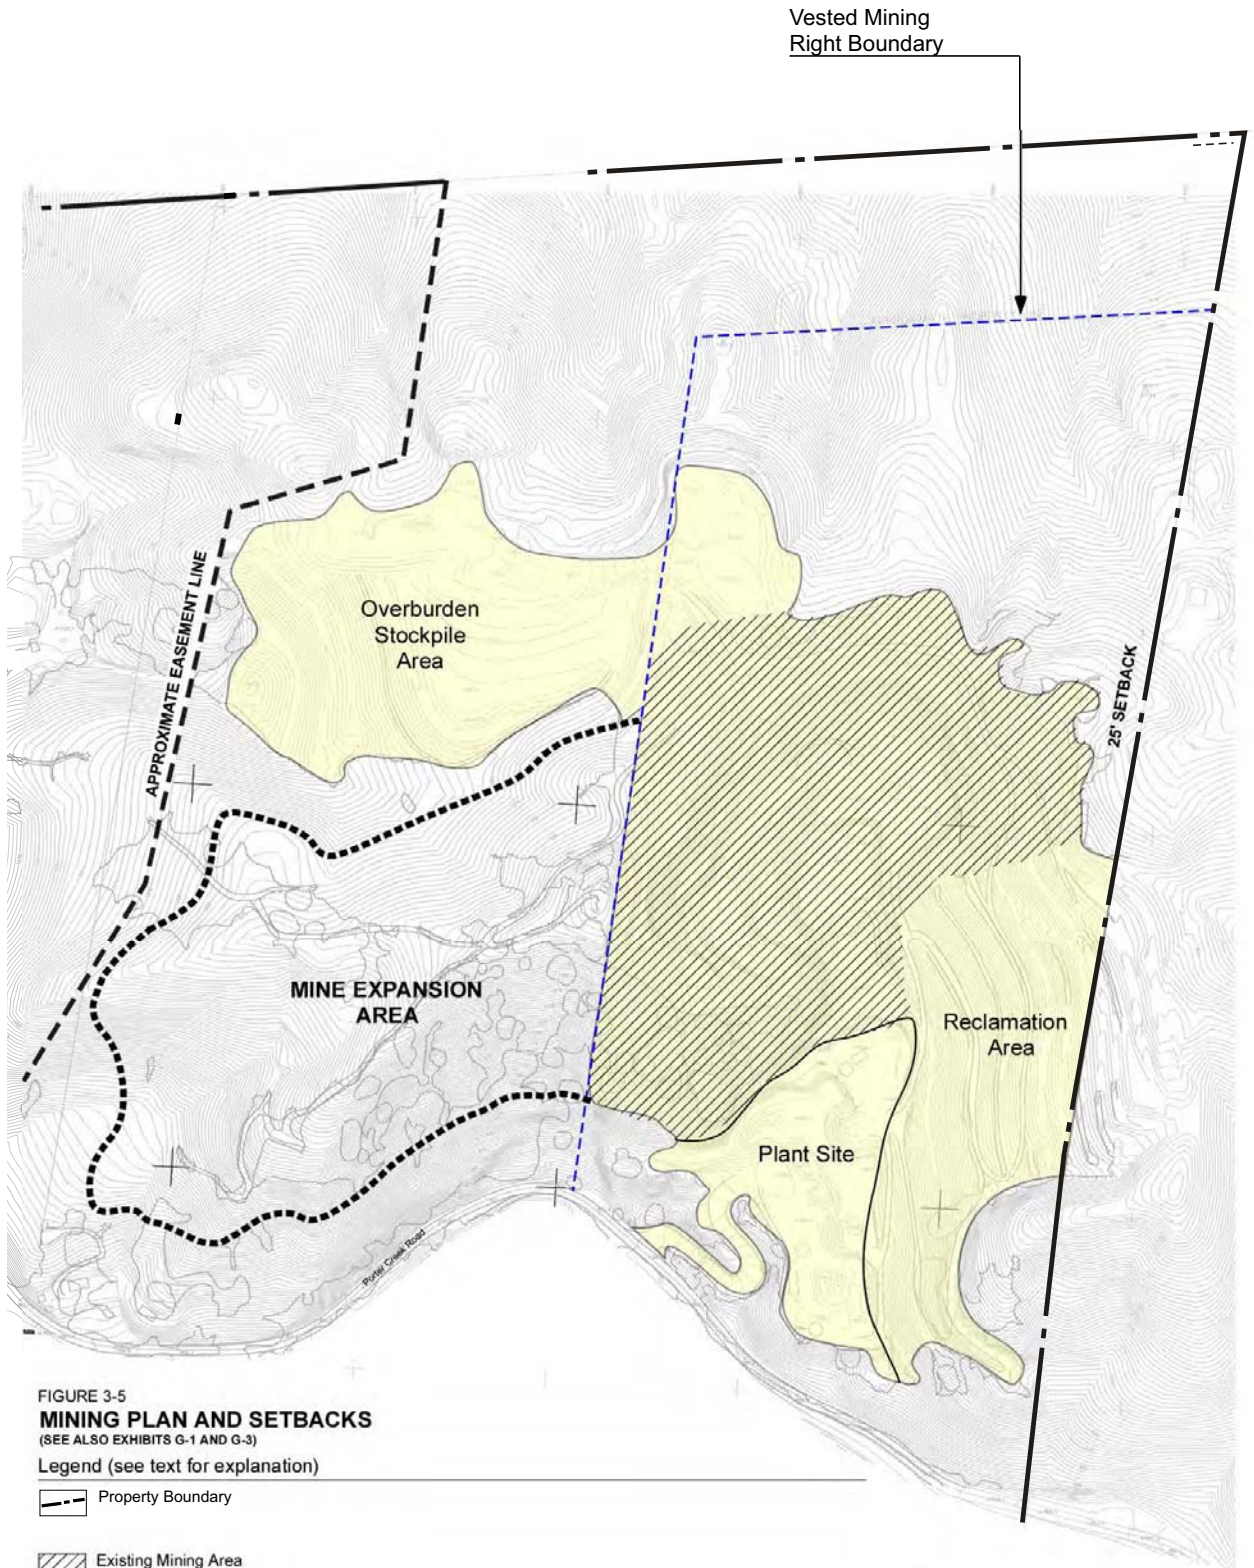 Vested Mining
Right Boundary
Overburden
Stockpile
Area
APPROXIMATE EASEMENT LINE
25' SETBACK
MINE EXPANSION
AREA
Reclamation
Area
Plant Site
Porter Creek Road
FIGURE 3-5
MINING PLAN AND SETBACKS
(SEE ALSO EXHIBITS G-1 AND G-3)
Legend (see text for explanation)
Property Boundary
Existing Mining Area